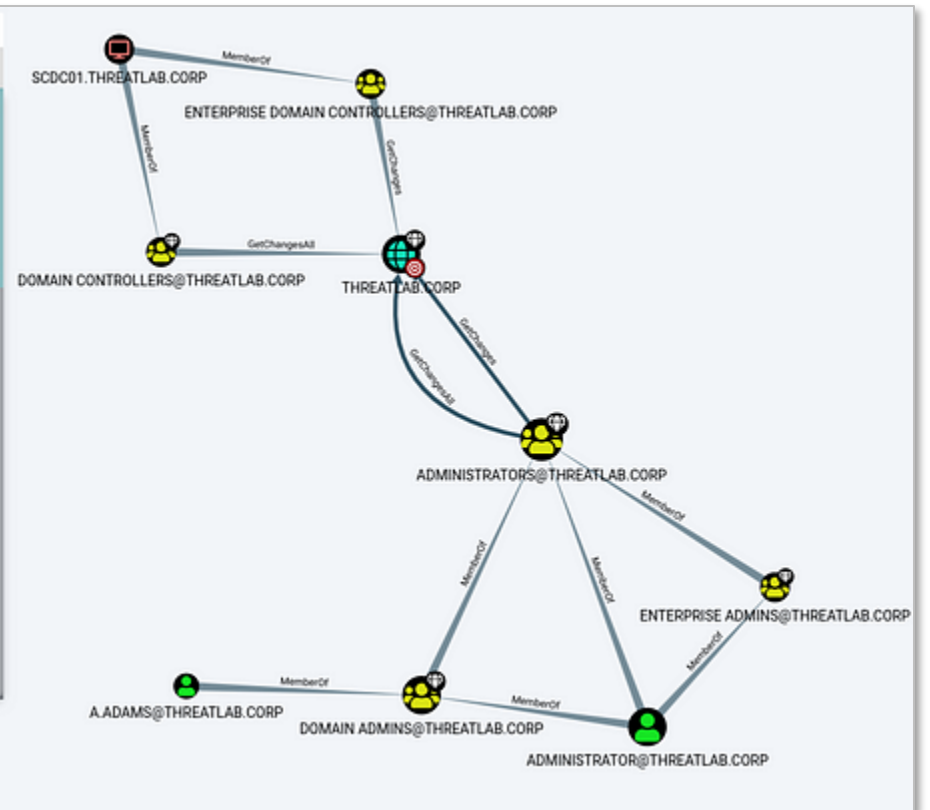 MemberOf
SCDC01.THREATLAB.CORP
ENTERPRISE DOMAIN CONTROLLERS@THREATLAB.CORP
MemberOf
GetChanges
GetChangesAll
DOMAIN CONTROLLERS@THREATLAB.CORP
THREATLAB.CORP
GetChanges
GetChangesAll
ADMINISTRATORS@THREATLAB.CORP
MemberOf
MemberOf
MemberOf
ENTERPRISE ADMINS@THREATLAB.CORP
MemberOf
MemberOf
A.ADAMS@THREATLAB.CORP
MemberOf
DOMAIN ADMINS@THREATLAB.CORP
ADMINISTRATOR@THREATLAB.CORP